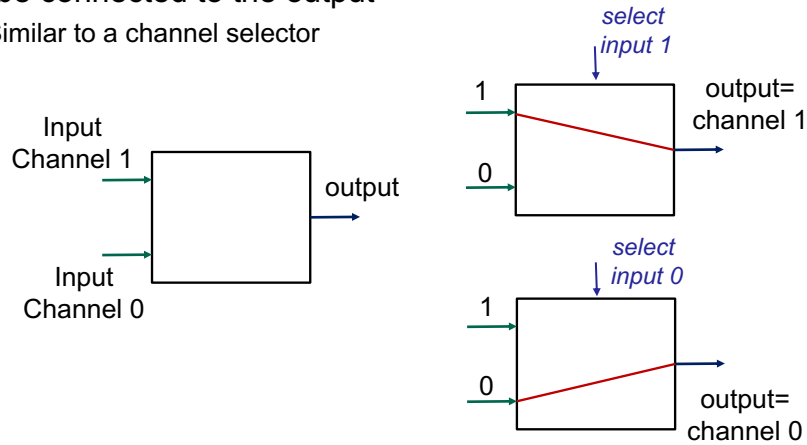 be connected to the output
Similar to a channel selector
Input
Channel 1
output
Input
Channel 0
select
input 1
1
0
output=
channel 1
select
input 0
1
0
output=
channel 0